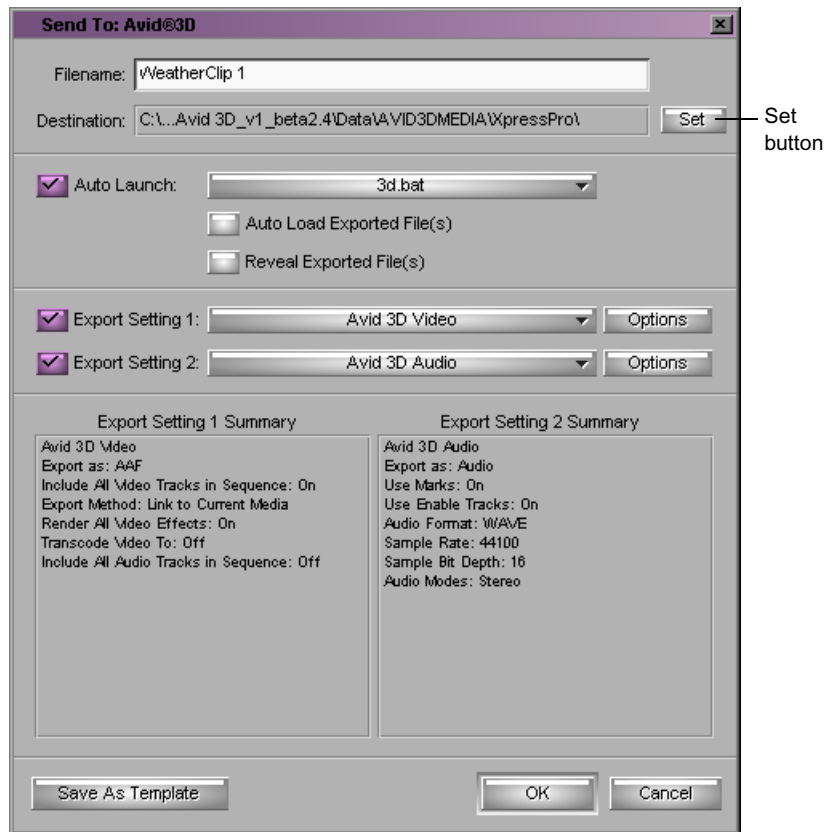 Send To: Avid®3D
Filename: WeatherClip 1
Destination: C:\...Avid 3D_v1_beta2.4\Data\AVID3DMEDIA\XpressPro\ Set
Set button
Auto Launch: 3d.bat
Auto Load Exported File(s)
Reveal Exported File(s)
Export Setting 1: Avid 3D Video Options
Export Setting 2: Avid 3D Audio Options
Export Setting 1 Summary
Avid 3D Video
Export as: AAF
Include All Video Tracks in Sequence: On
Export Method: Link to Current Media
Render All Video Effects: On
Transcode Video To: Off
Include All Audio Tracks in Sequence: Off
Export Setting 2 Summary
Avid 3D Audio
Export as: Audio
Use Marks: On
Use Enable Tracks: On
Audio Format: WAVE
Sample Rate: 44100
Sample Bit Depth: 16
Audio Modes: Stereo
Save As Template OK Cancel